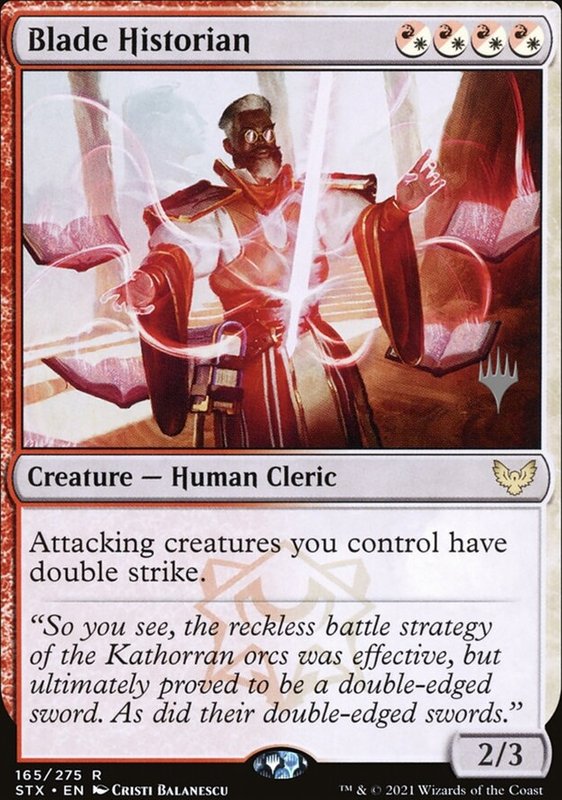 Blade Historian
Creature — Human Cleric
Attacking creatures you control have
double strike.
“So you see, the reckless battle strategy
of the Kathorran orcs was effective, but
ultimately proved to be a double-edged
sword. As did their double-edged swords.”
2/3
165/275 R
STX • EN Cristi Balanescu
™ & © 2021 Wizards of the Coast